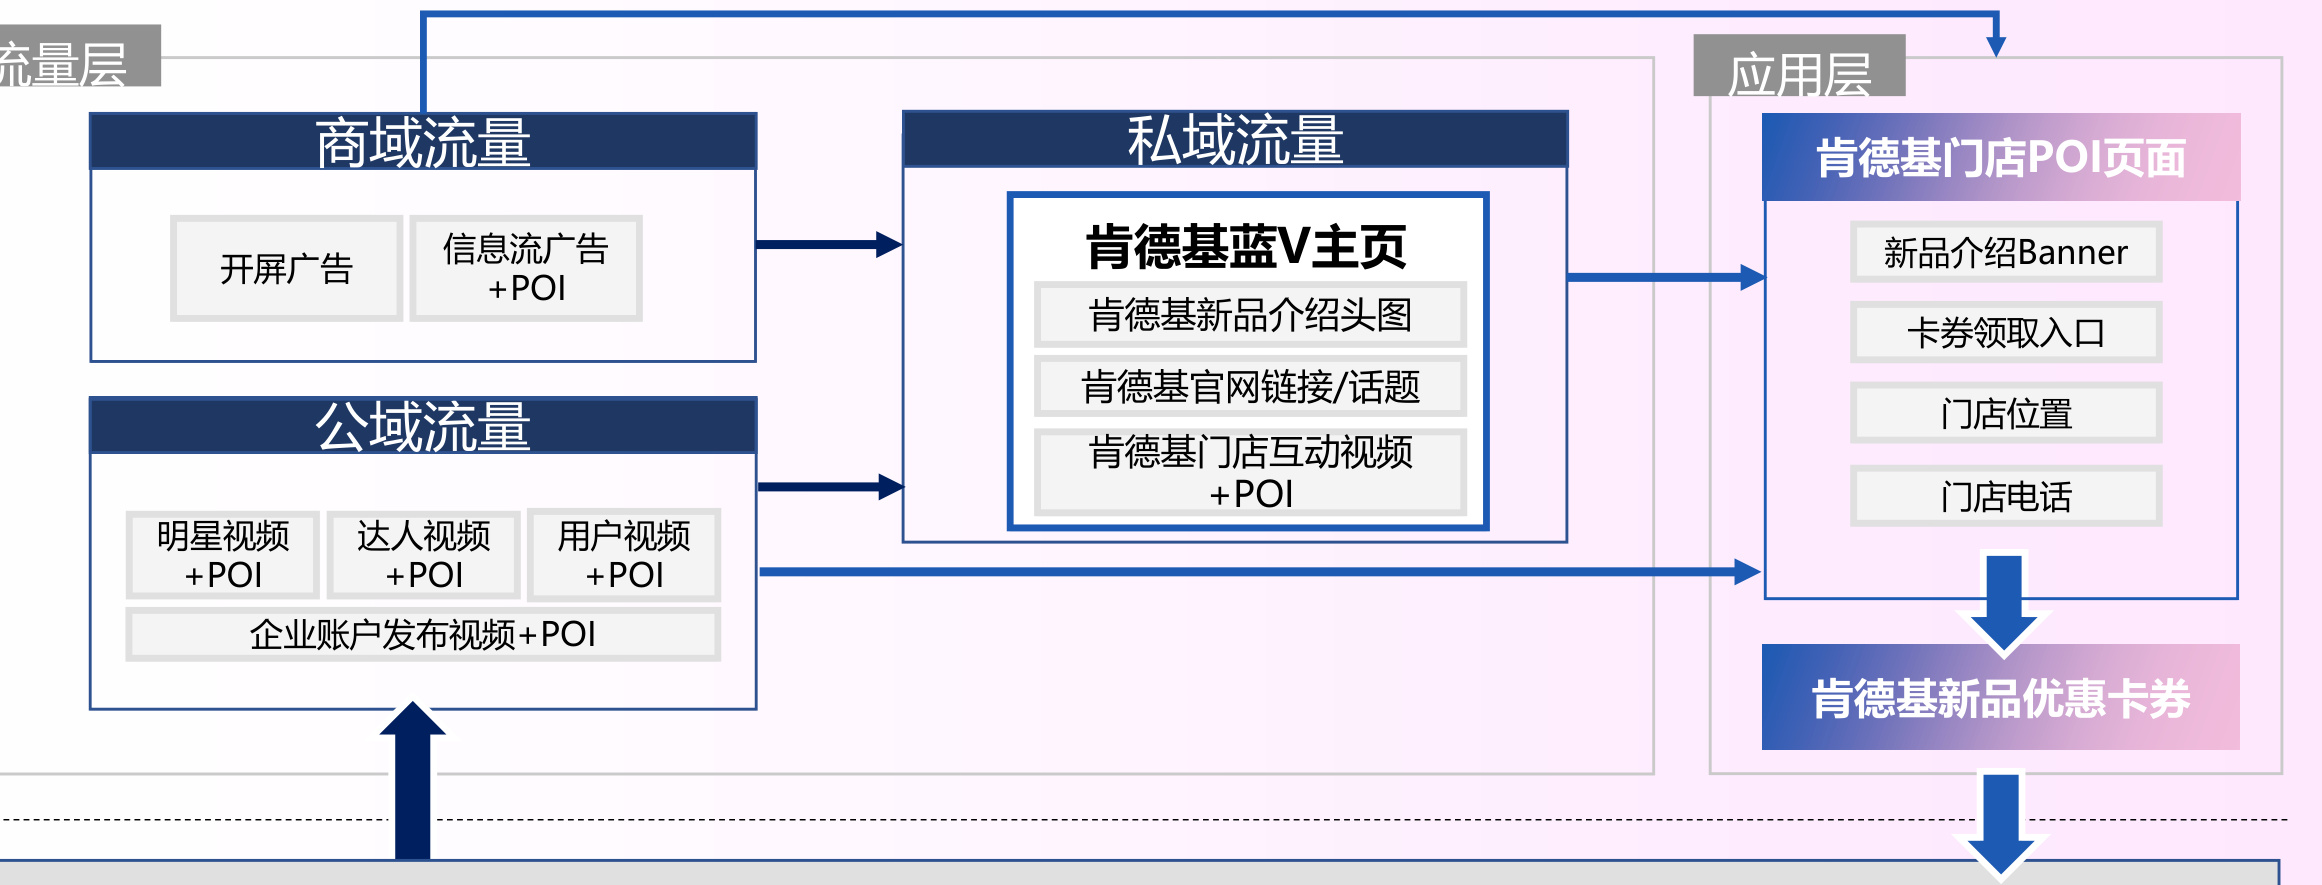 流量层
应用层
商域流量
开屏广告
信息流广告
+POI
公域流量
明星视频
+POI
达人视频
+POI
用户视频
+POI
企业账户发布视频+POI
私域流量
肯德基蓝V主页
肯德基新品介绍头图
肯德基官网链接/话题
肯德基门店互动视频
+POI
肯德基门店POI页面
新品介绍Banner
卡券领取入口
门店位置
门店电话
肯德基新品优惠卡券